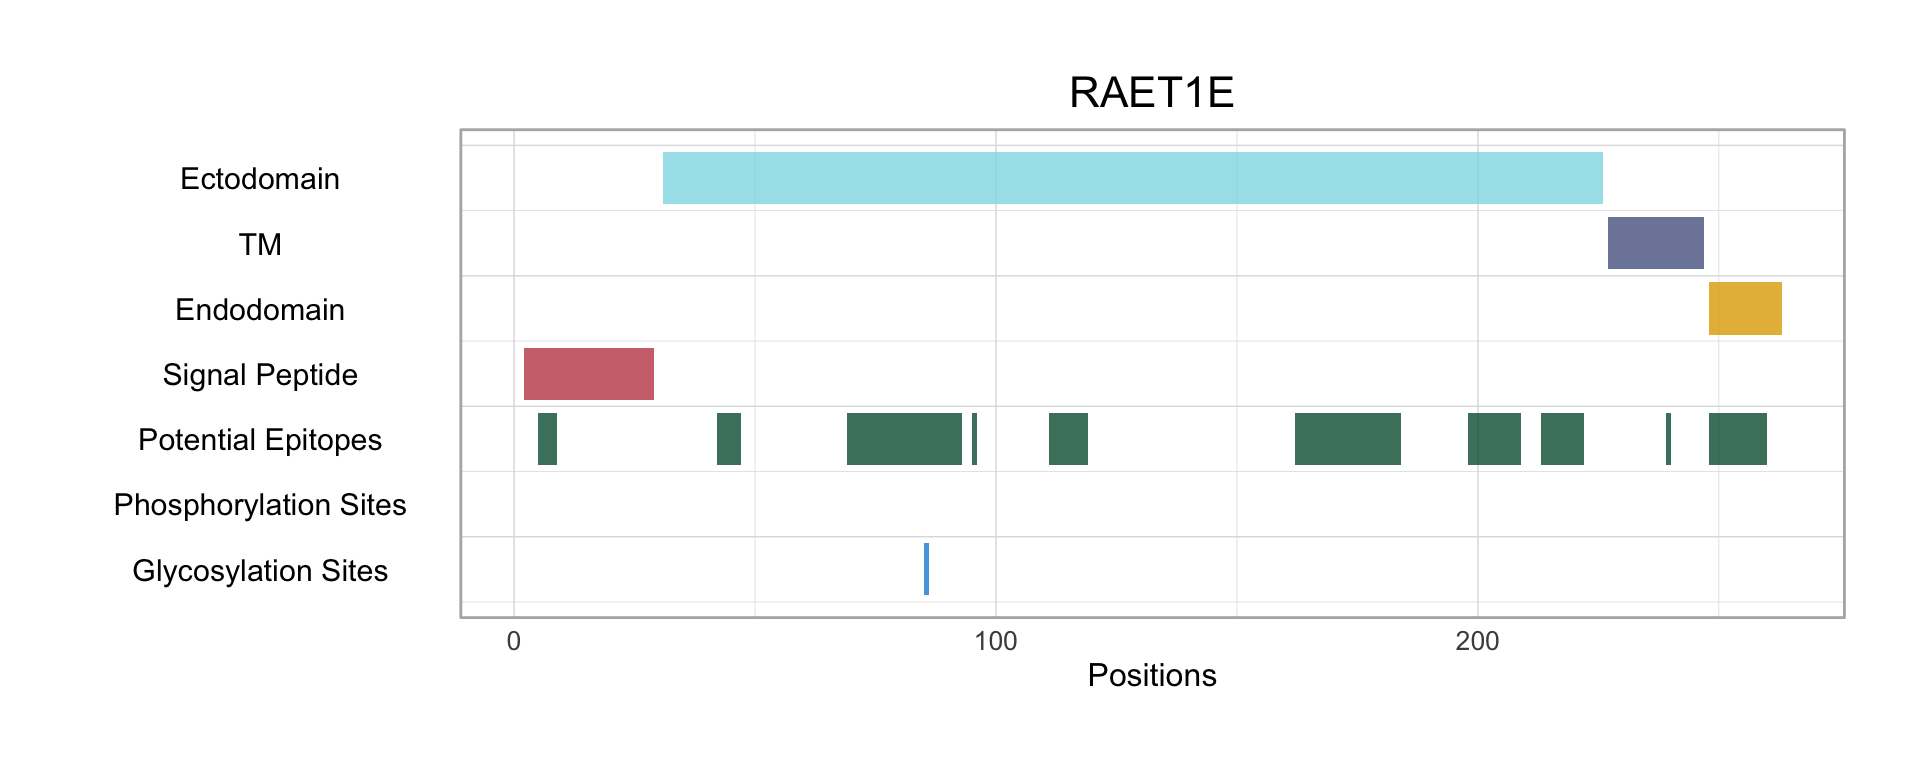 RAET1E
Ectodomain
TM
Endodomain
Signal Peptide
Potential Epitopes
Phosphorylation Sites
Glycosylation Sites
0 100 200
Positions